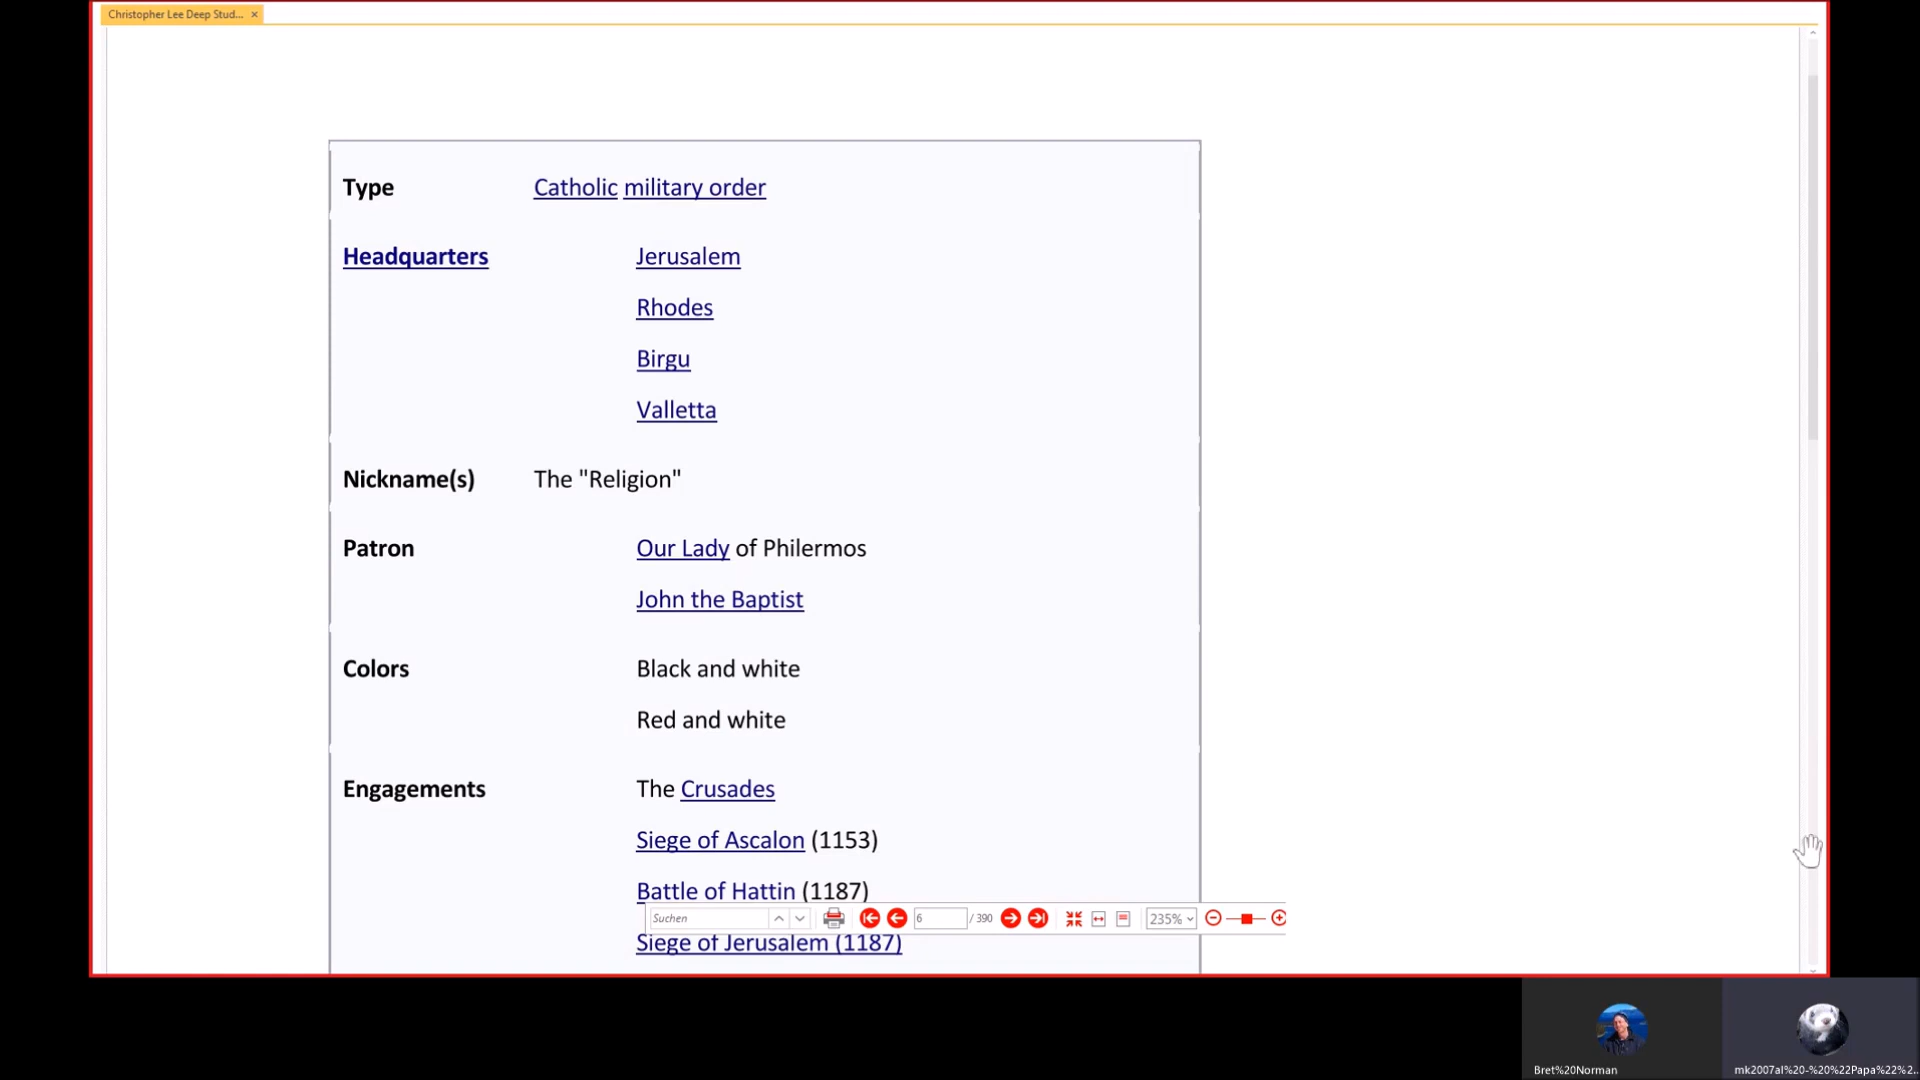 Christopher Lee Deep Stud... ×
Type Catholic military order
Headquarters Jerusalem
Rhodes
Birgu
Valletta
Nickname(s) The "Religion"
Patron Our Lady of Philermos
John the Baptist
Colors Black and white
Red and white
Engagements The Crusades
Siege of Ascalon (1153)
Battle of Hattin (1187)
Suchen 6 / 390 235%
Siege of Jerusalem (1187)
Bret%20Norman
mk2007al%20-%20%22Papa%22%2...